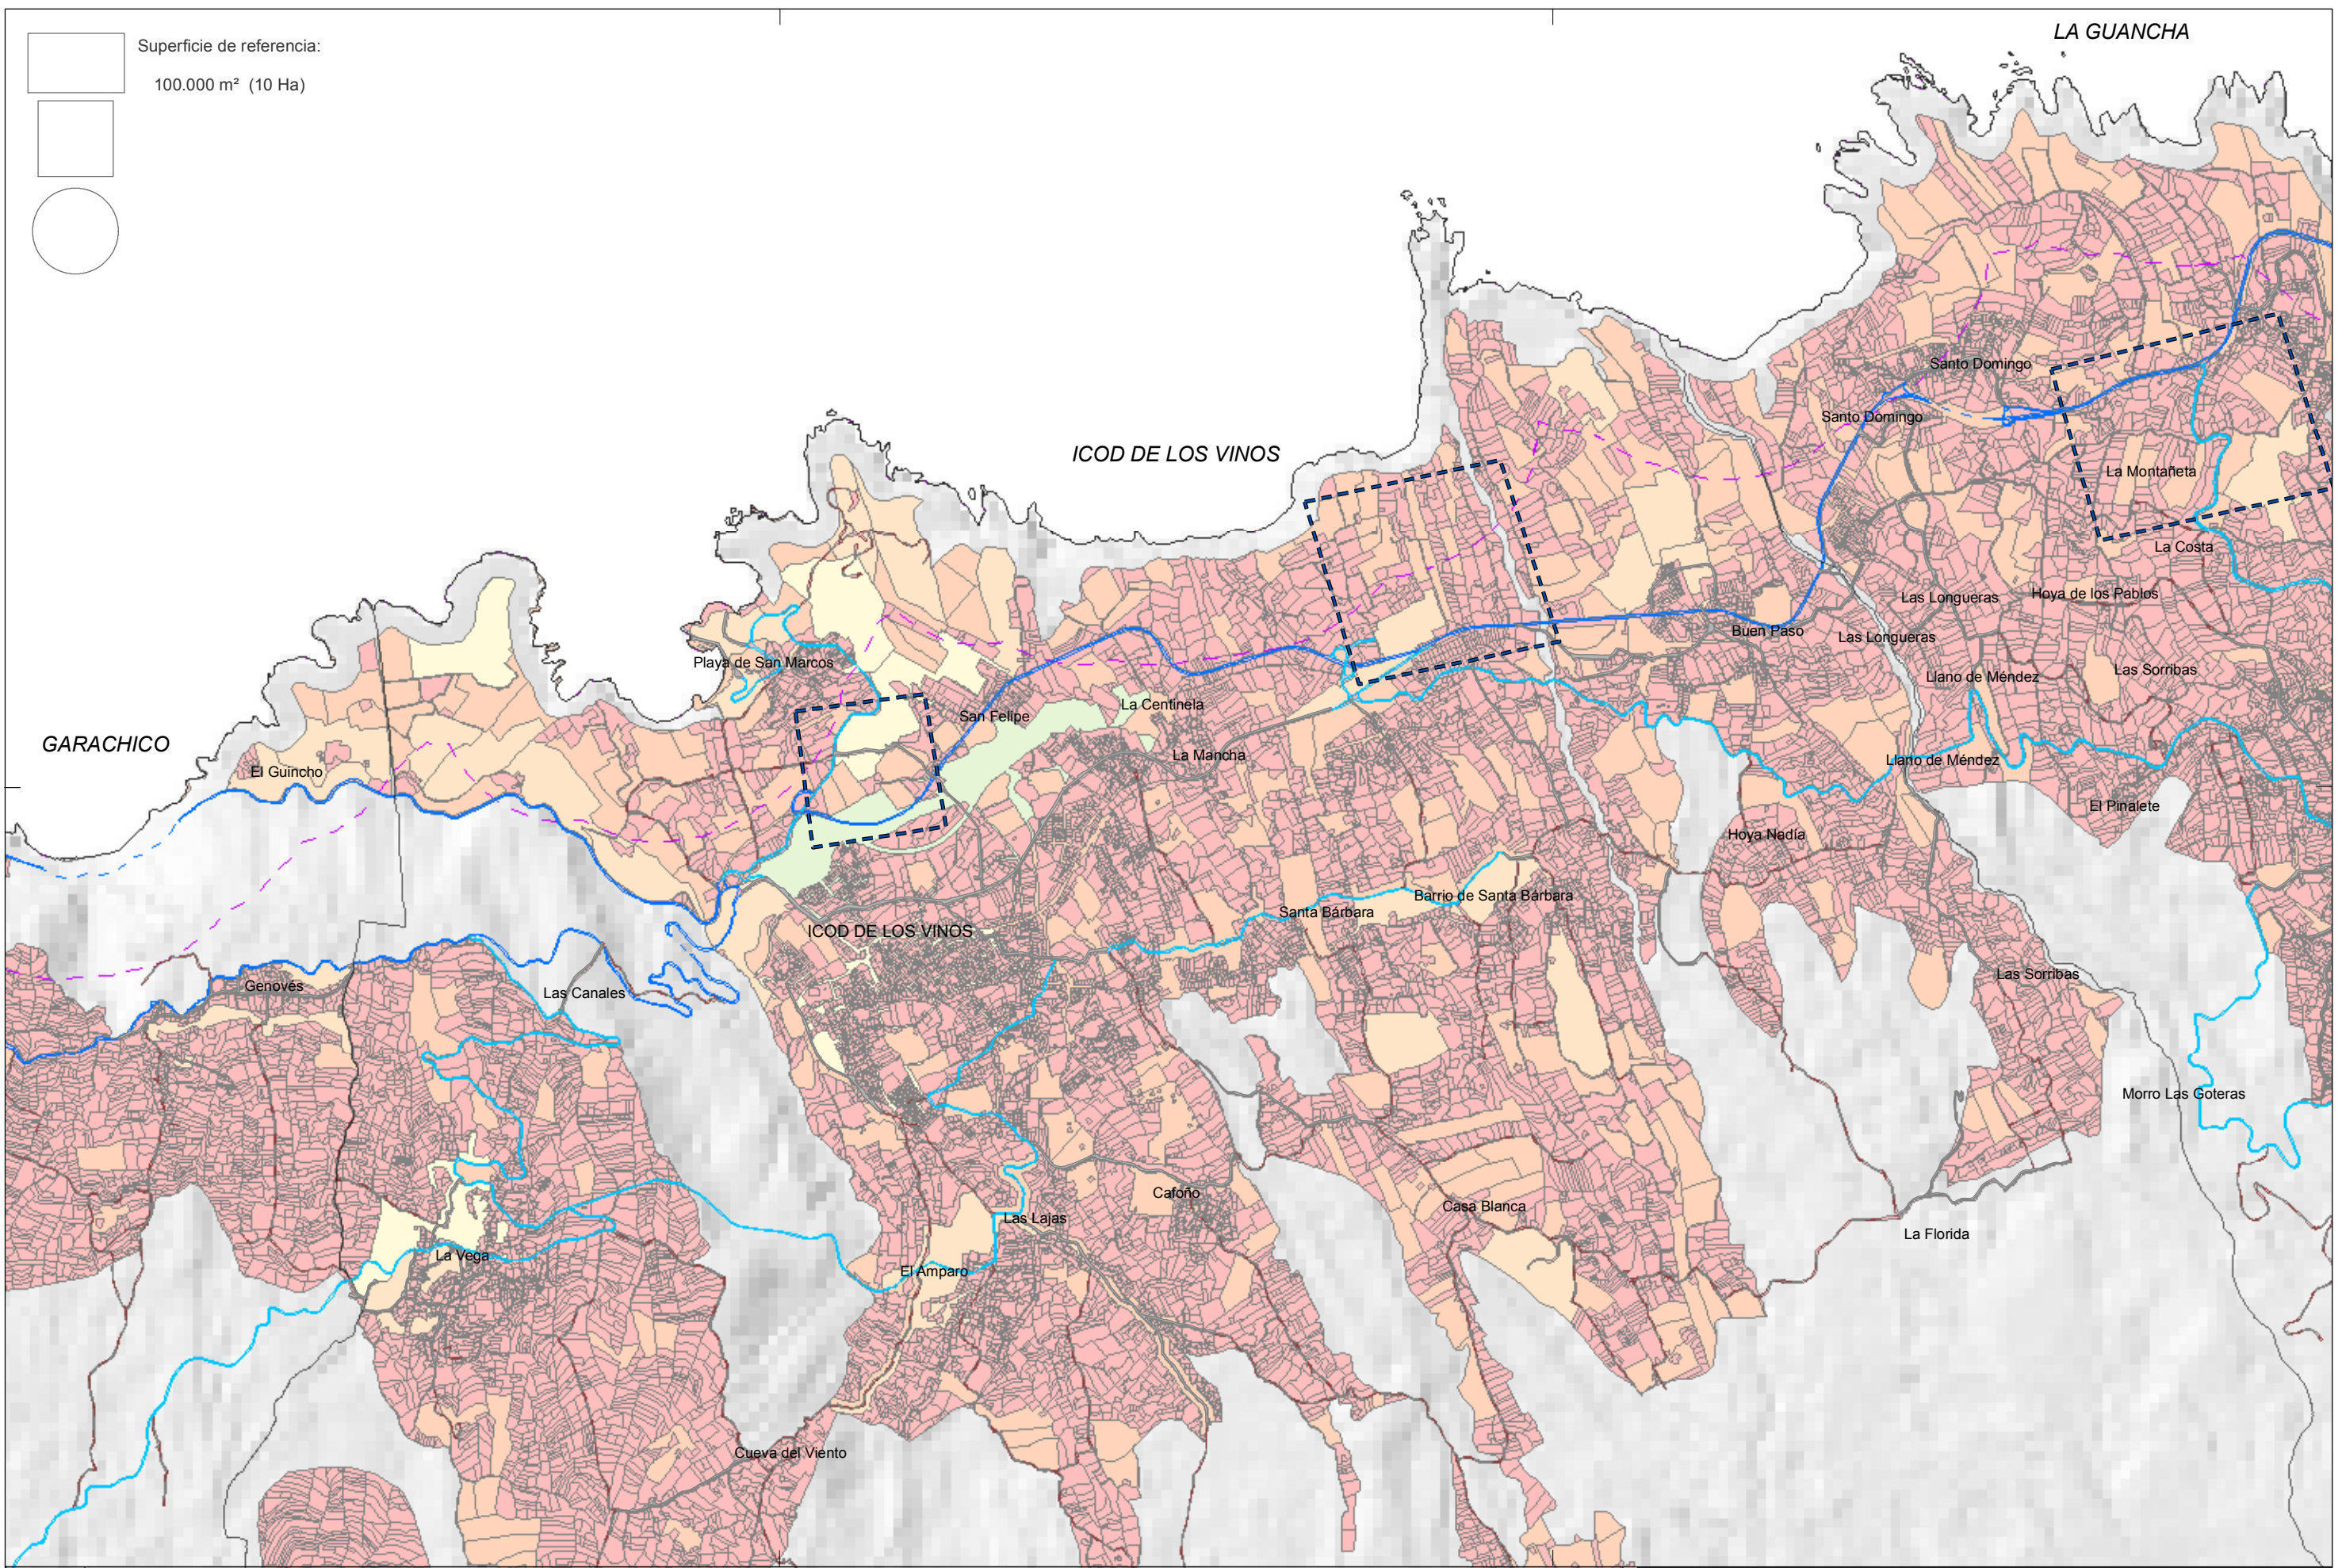 LA GUANCHA
Superficie de referencia:
100.000 m² (10 Ha)
Santo Domingo
Santo Domingo
ICOD DE LOS VINOS
La Montañeta
La Costa
Hoya de los Pablos
Las Longueras
Buen Paso
Las Longueras
Playa de San Marcos
Las Sorribas
Llano de Méndez
La Centinela
San Felipe
GARACHICO
La Mancha
Llano de Méndez
El Guincho
El Pinalete
Hoya Nadía
Barrio de Santa Bárbara
Santa Bárbara
ICOD DE LOS VINOS
Las Sorribas
Genovés
Las Canales
Morro Las Goteras
Cafoño
Casa Blanca
Las Lajas
La Florida
La Vega
El Amparo
Cueva del Viento